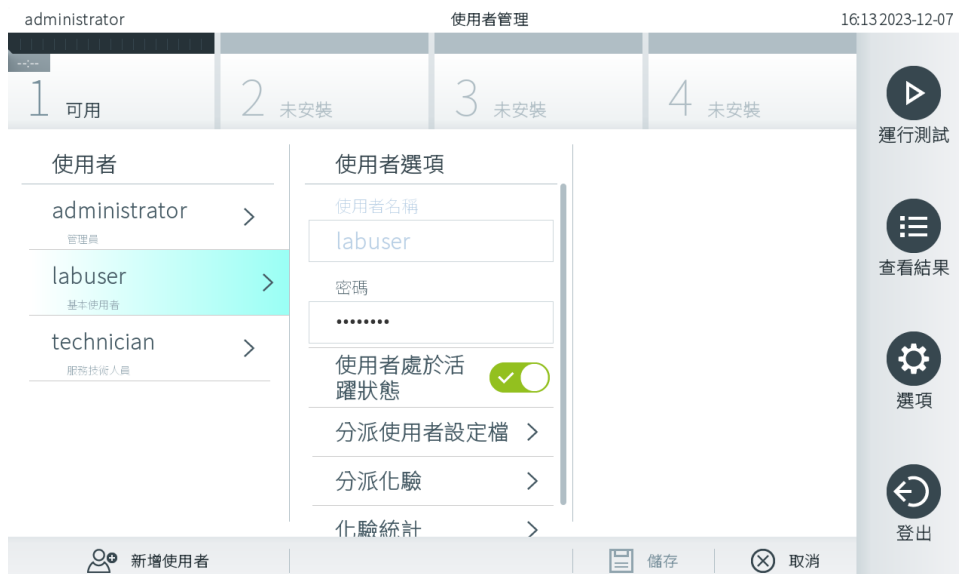 administrator
使用者管理
16:13 2023-12-07
--:--
1 可用
2 未安裝
3 未安裝
4 未安裝
使用者
administrator
管理員
labuser
基本使用者
technician
服務技術人員
使用者選項
使用者名稱
labuser
密碼
••••••••
使用者處於活
躍狀態
分派使用者設定檔
分派化驗
化驗統計
運行測試
查看結果
選項
登出
新增使用者
儲存
取消